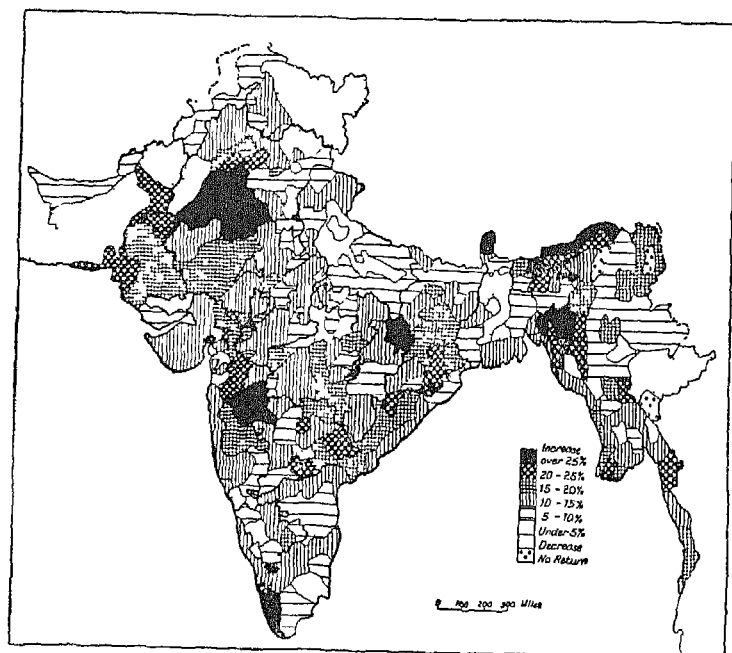 Increase
over 25%
20 - 25%
15 - 20%
10 - 15%
5 - 10%
Under 5%
Decrease
No Return
0 100 200 300 Miles